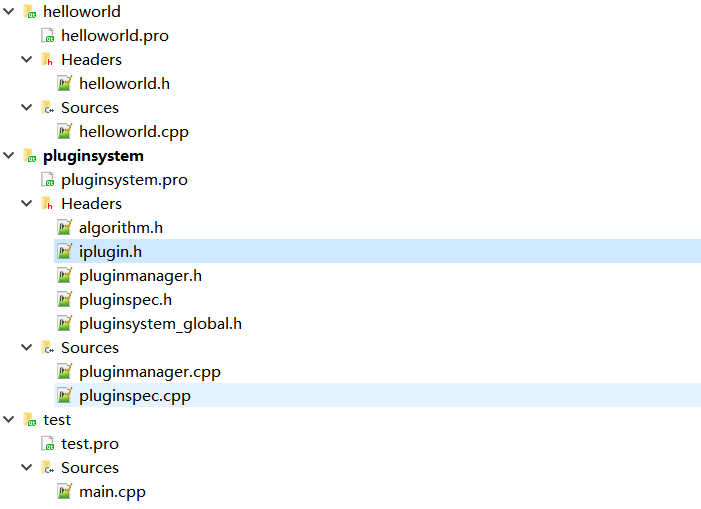 helloworld
helloworld.pro
Headers
helloworld.h
Sources
helloworld.cpp
pluginsystem
pluginsystem.pro
Headers
algorithm.h
iplugin.h
pluginmanager.h
pluginspec.h
pluginsystem_global.h
Sources
pluginmanager.cpp
pluginspec.cpp
test
test.pro
Sources
main.cpp